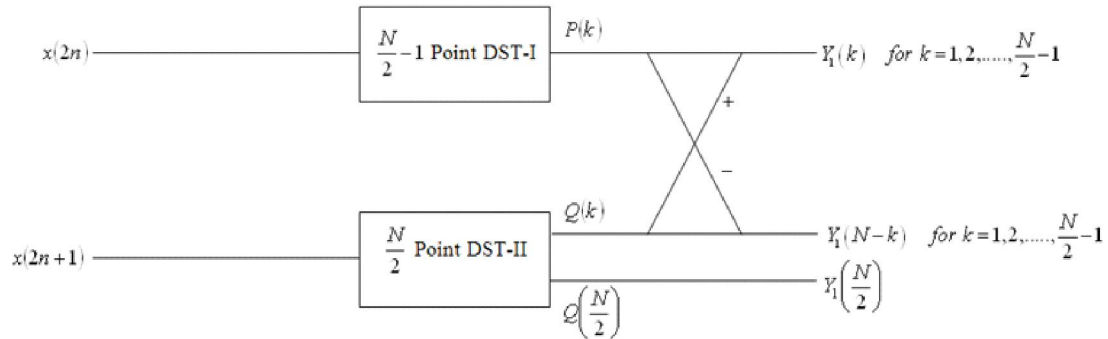 x(2n)
N/2 −1 Point DST-I
P(k)
Y₁(k) for k=1,2,.....,N/2 −1
+
−
x(2n+1)
N/2 Point DST-II
Q(k)
Y₁(N−k) for k=1,2,.....,N/2 −1
Q(N/2)
Y₁(N/2)